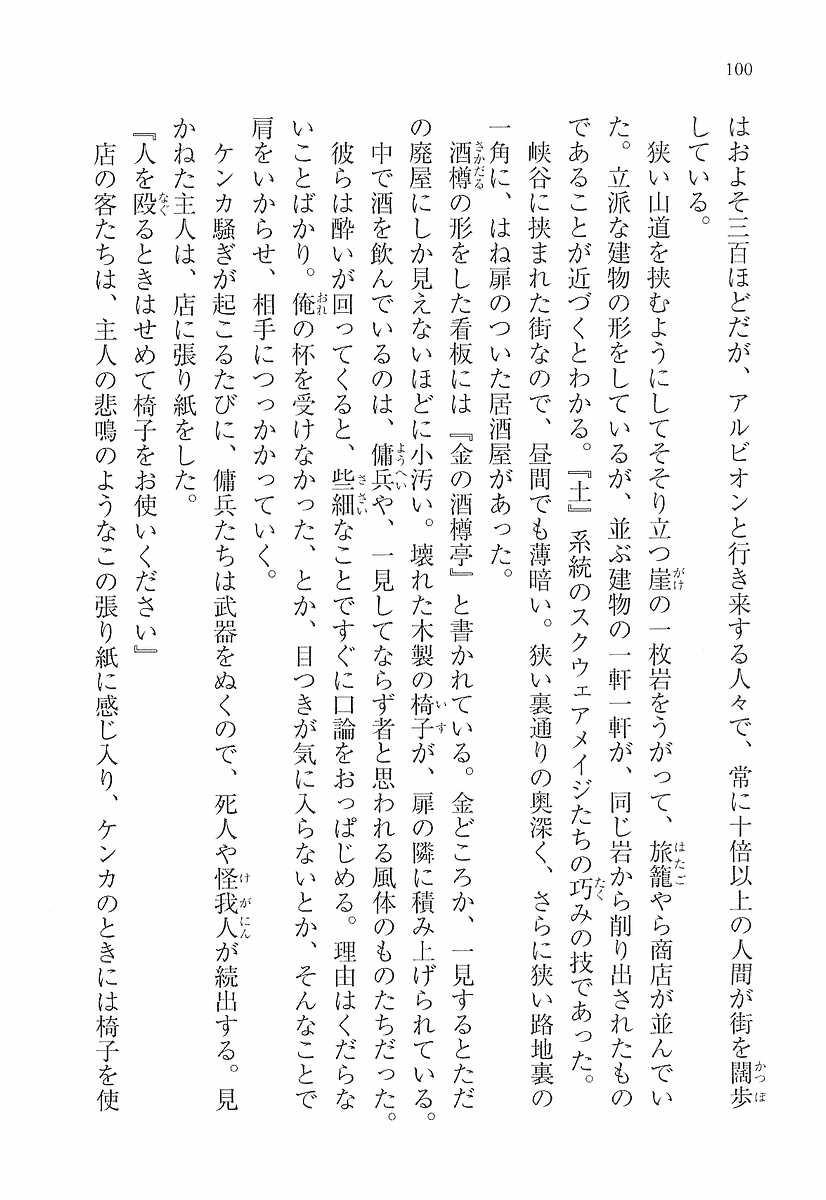 100
はおよそ三百ほどだが、アルビオンと行き来する人々で、常に十倍以上の人間が街を闊歩
している。
狭い山道を挟むようにしてそそり立つ崖の一枚岩をうがって、旅籠やら商店が並んでい
た。立派な建物の形をしているが、並ぶ建物の一軒一軒が、同じ岩から削り出されたもの
であることが近づくとわかる。『土』系統のスクウェアメイジたちの巧みの技であった。
峡谷に挟まれた街なので、昼間でも薄暗い。狭い裏通りの奥深く、さらに狭い路地裏の
一角に、はね扉のついた居酒屋があった。
酒樽の形をした看板には『金の酒樽亭』と書かれている。金どころか、一見するとただ
の廃屋にしか見えないほどに小汚い。壊れた木製の椅子が、扉の隣に積み上げられている。
中で酒を飲んでいるのは、傭兵や、一見してならず者と思われる風体のものたちだった。
彼らは酔いが回ってくると、些細なことですぐに口論をおっぱじめる。理由はくだらな
いことばかり。俺の杯を受けなかった、とか、目つきが気に入らないとか、そんなことで
肩をいからせ、相手につっかかっていく。
ケンカ騒ぎが起こるたびに、傭兵たちは武器をぬくので、死人や怪我人が続出する。見
かねた主人は、店に張り紙をした。
『人を殴るときはせめて椅子をお使いください』
店の客たちは、主人の悲鳴のようなこの張り紙に感じ入り、ケンカのときには椅子を使